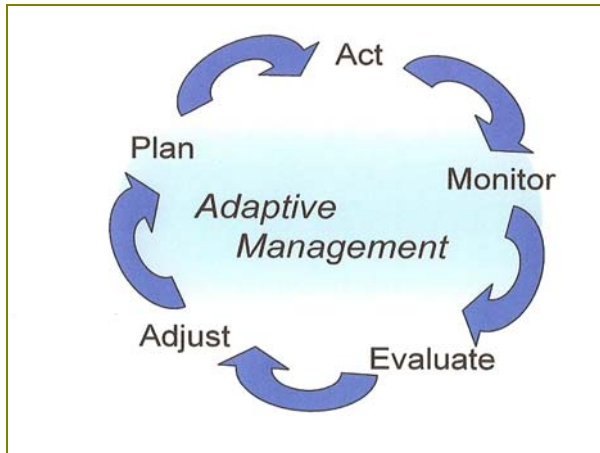 Act
Plan
Monitor
Adaptive
Management
Adjust
Evaluate